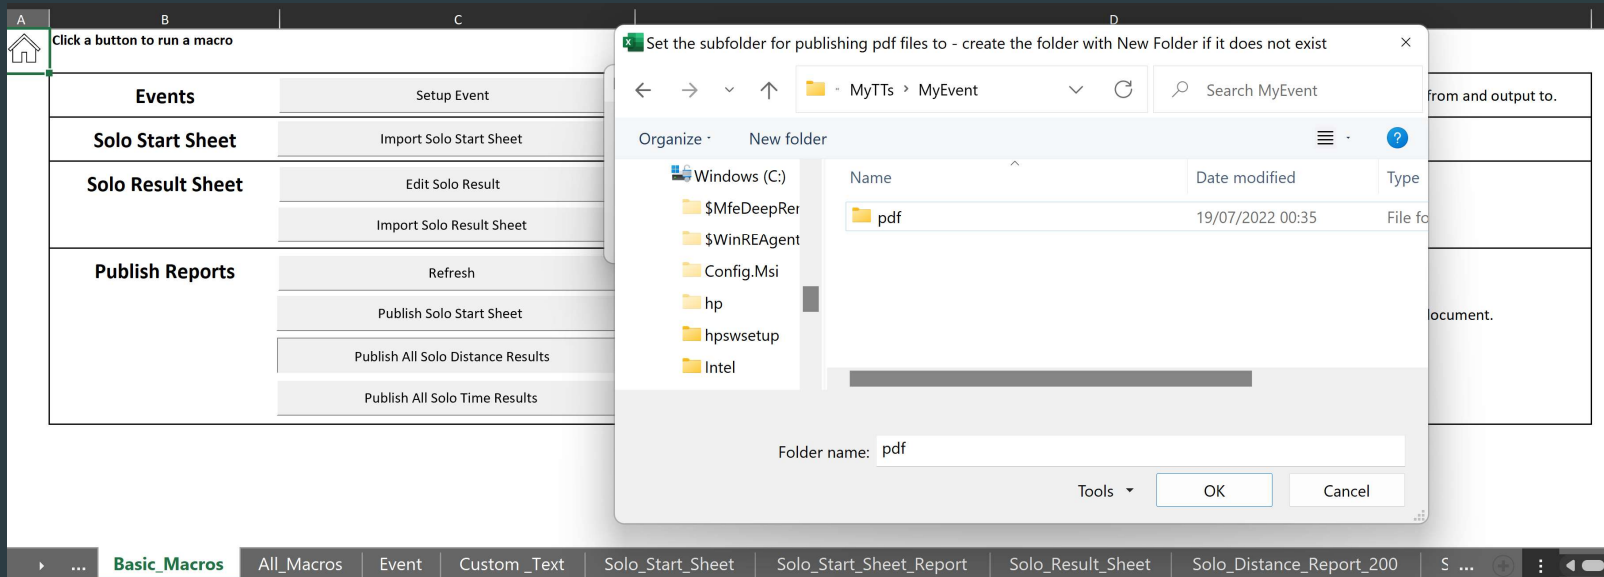 A B C D
Click a button to run a macro
Events
Setup Event
from and output to.
Solo Start Sheet
Import Solo Start Sheet
Solo Result Sheet
Edit Solo Result
Import Solo Result Sheet
Publish Reports
Refresh
Publish Solo Start Sheet
Publish All Solo Distance Results
Publish All Solo Time Results
document.
Set the subfolder for publishing pdf files to - create the folder with New Folder if it does not exist
MyTTs > MyEvent
Search MyEvent
Organize
New folder
?
Windows (C:)
$MfeDeepRer
$WinREAgent
Config.Msi
hp
hpswsetup
Intel
Name Date modified Type
pdf 19/07/2022 00:35 File fo
Folder name: pdf
Tools OK Cancel
... Basic_Macros All_Macros Event Custom _Text Solo_Start_Sheet Solo_Start_Sheet_Report Solo_Result_Sheet Solo_Distance_Report_200 S ...